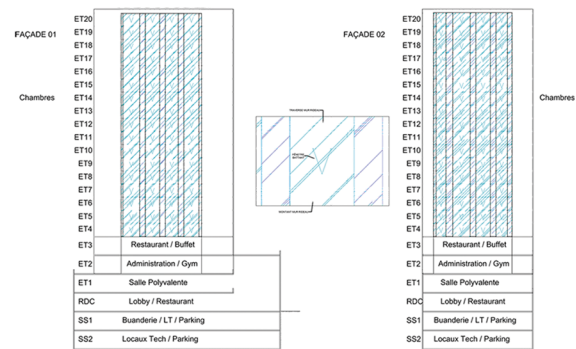 FAÇADE 01
ET20
ET19
ET18
ET17
ET16
ET15
Chambres
ET14
ET13
ET12
ET11
ET10
ET9
ET8
ET7
ET6
ET5
ET4
ET3 Restaurant / Buffet
ET2 Administration / Gym
ET1 Salle Polyvalente
RDC Lobby / Restaurant
SS1 Buanderie / LT / Parking
SS2 Locaux Tech / Parking
FAÇADE 02
ET20
ET19
ET18
ET17
ET16
ET15
ET14
Chambres
ET13
ET12
ET11
ET10
ET9
ET8
ET7
ET6
ET5
ET4
ET3 Restaurant / Buffet
ET2 Administration / Gym
ET1 Salle Polyvalente
RDC Lobby / Restaurant
SS1 Buanderie / LT / Parking
SS2 Locaux Tech / Parking